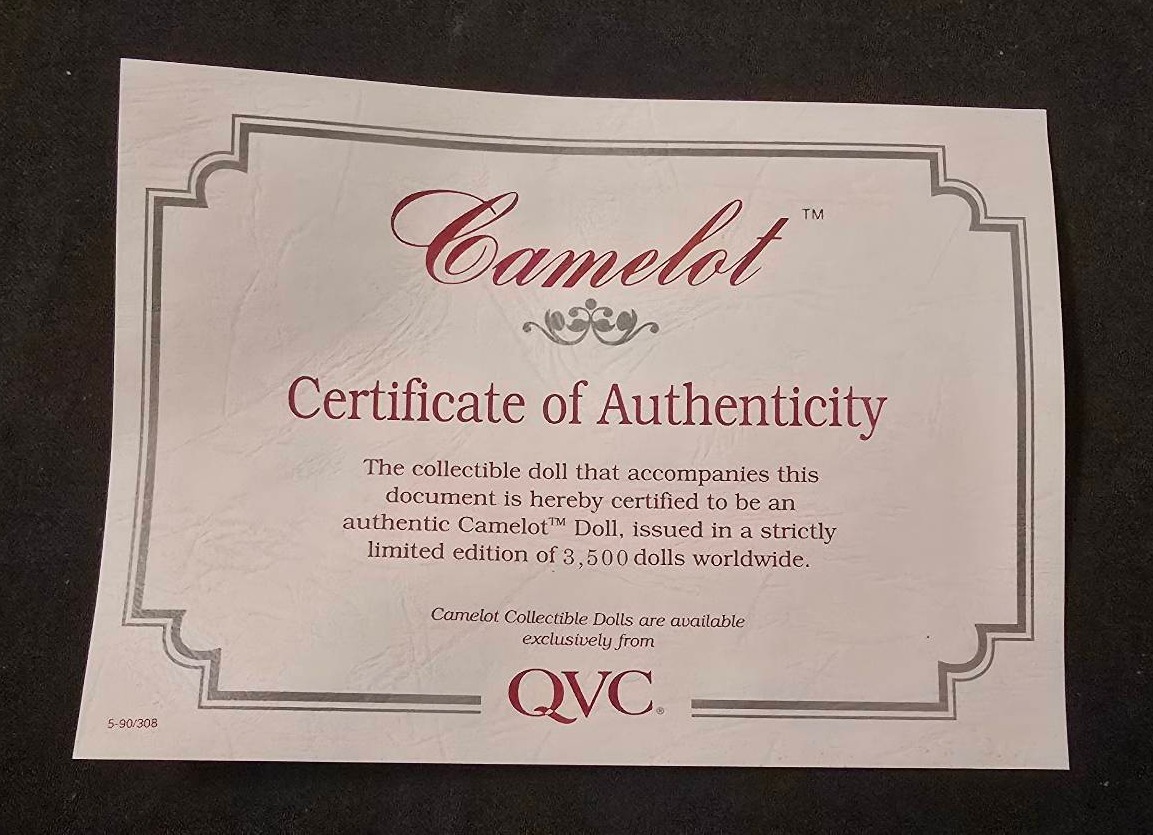 Camelot™
Certificate of Authenticity
The collectible doll that accompanies this
document is hereby certified to be an
authentic Camelot™ Doll, issued in a strictly
limited edition of 3,500 dolls worldwide.
Camelot Collectible Dolls are available
exclusively from
QVC®
5-90/308